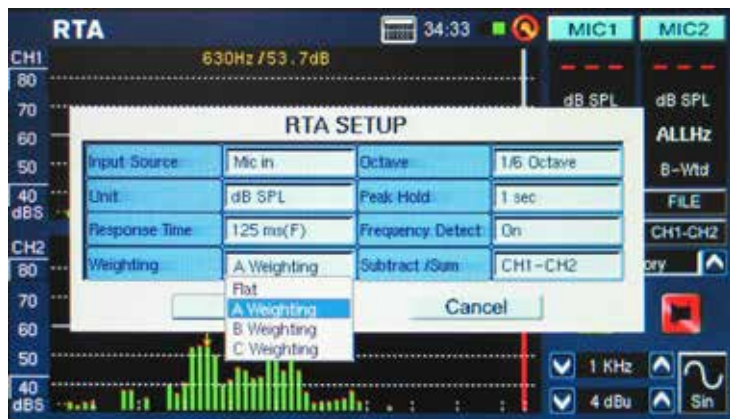 RTA
34:33
MIC1
MIC2
CH1
630Hz/53.7dB
80
70
60
50
40
dBS
dB SPL
dB SPL
ALLHz
B-Wtd
FILE
CH1-CH2
RTA SETUP
Input Source
Mic in
Octave
1/6 Octave
Unit
dB SPL
Peak Hold
1 sec
Response Time
125 ms(F)
Frequency Detect
On
Weighting
A Weighting
Subtract /Sum
CH1-CH2
Flat
A Weighting
B Weighting
C Weighting
Cancel
ory
CH2
80
70
60
50
40
dBS
1 KHz
4 dBu
Sin